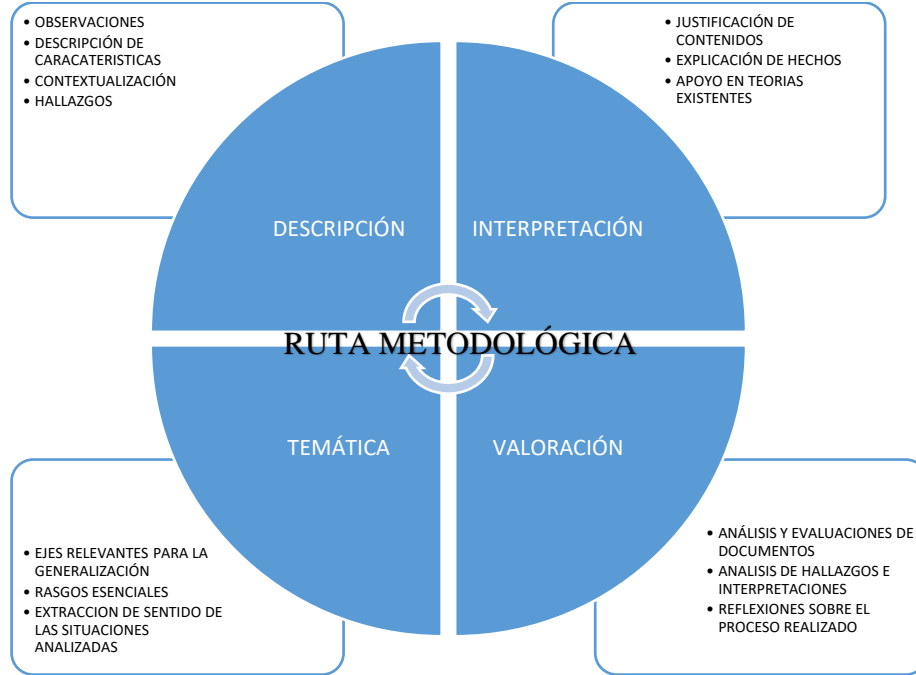 • OBSERVACIONES
• DESCRIPCIÓN DE
CARACATERISTICAS
• CONTEXTUALIZACIÓN
• HALLAZGOS
• JUSTIFICACIÓN DE
CONTENIDOS
• EXPLICACIÓN DE HECHOS
• APOYO EN TEORIAS
EXISTENTES
DESCRIPCIÓN
INTERPRETACIÓN
RUTA METODOLÓGICA
TEMÁTICA
VALORACIÓN
• EJES RELEVANTES PARA LA
GENERALIZACIÓN
• RASGOS ESENCIALES
• EXTRACCION DE SENTIDO DE
LAS SITUACIONES
ANALIZADAS
• ANÁLISIS Y EVALUACIONES DE
DOCUMENTOS
• ANALISIS DE HALLAZGOS E
INTERPRETACIONES
• REFLEXIONES SOBRE EL
PROCESO REALIZADO